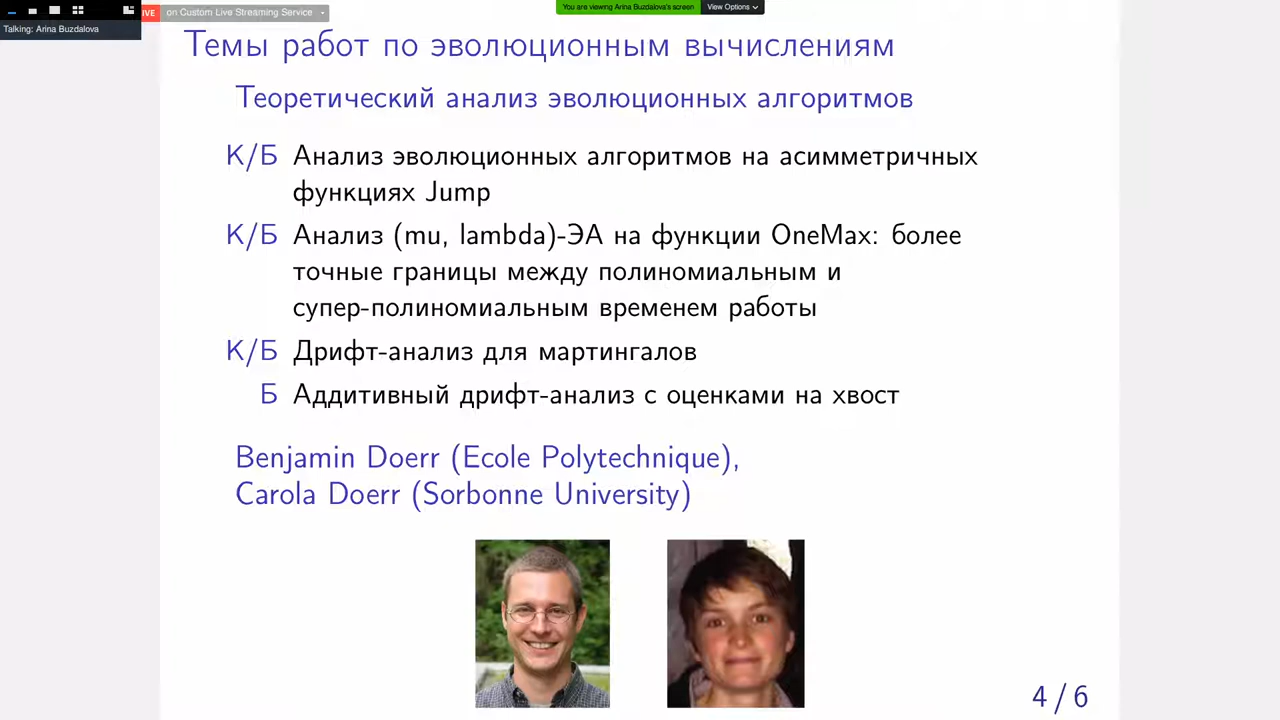 LIVE on Custom Live Streaming Service
You are viewing Arina Buzdalova's screen View Options
Talking: Arina Buzdalova
Темы работ по эволюционным вычислениям
Теоретический анализ эволюционных алгоритмов
К/Б Анализ эволюционных алгоритмов на асимметричных
функциях Jump
К/Б Анализ (mu, lambda)-ЭА на функции OneMax: более
точные границы между полиномиальным и
супер-полиномиальным временем работы
К/Б Дрифт-анализ для мартингалов
Б Аддитивный дрифт-анализ с оценками на хвост
Benjamin Doerr (Ecole Polytechnique),
Carola Doerr (Sorbonne University)
4 / 6